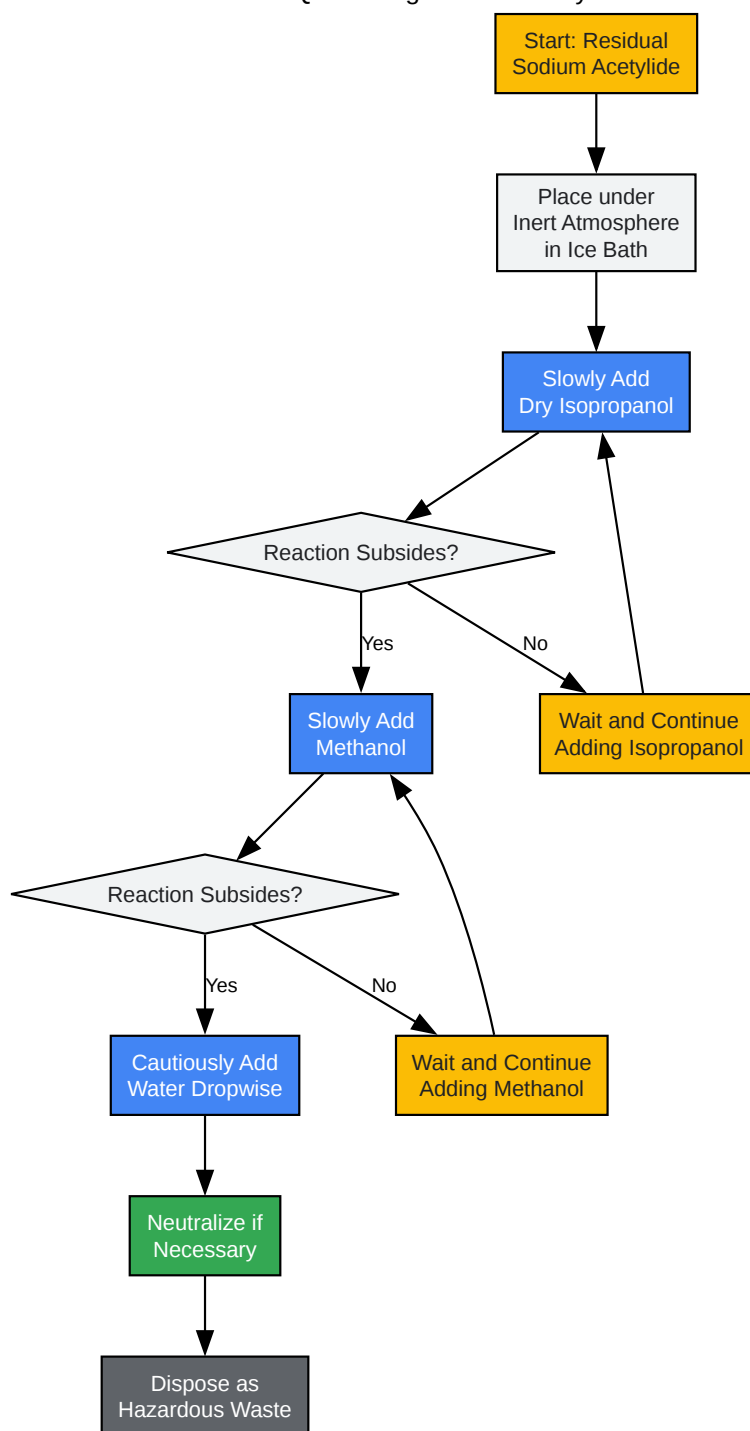 Start: Residual
Sodium Acetylide
Place under
Inert Atmosphere
in Ice Bath
Slowly Add
Dry Isopropanol
Reaction Subsides?
Yes
No
Slowly Add
Methanol
Wait and Continue
Adding Isopropanol
Reaction Subsides?
Yes
No
Cautiously Add
Water Dropwise
Wait and Continue
Adding Methanol
Neutralize if
Necessary
Dispose as
Hazardous Waste